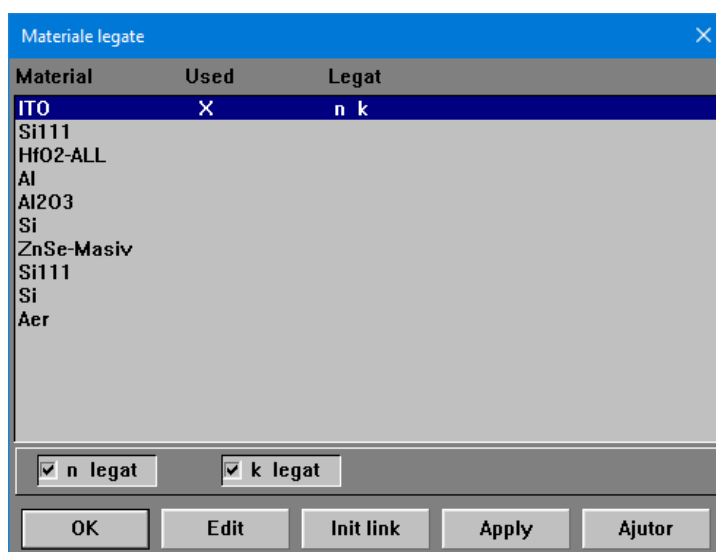 Materiale legate
Material Used Legat
ITO X n k
Si111
HfO2-ALL
Al
Al2O3
Si
ZnSe-Masiv
Si111
Si
Aer
n legat k legat
OK Edit Init link Apply Ajutor